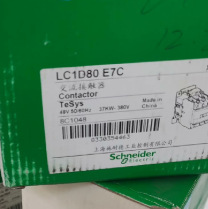 LC1D80 E7C
交流接触器
Contactor
TeSys
48V 50/60Hz
37KW-380V
Made in
China
8C1048
Schneider
Electric